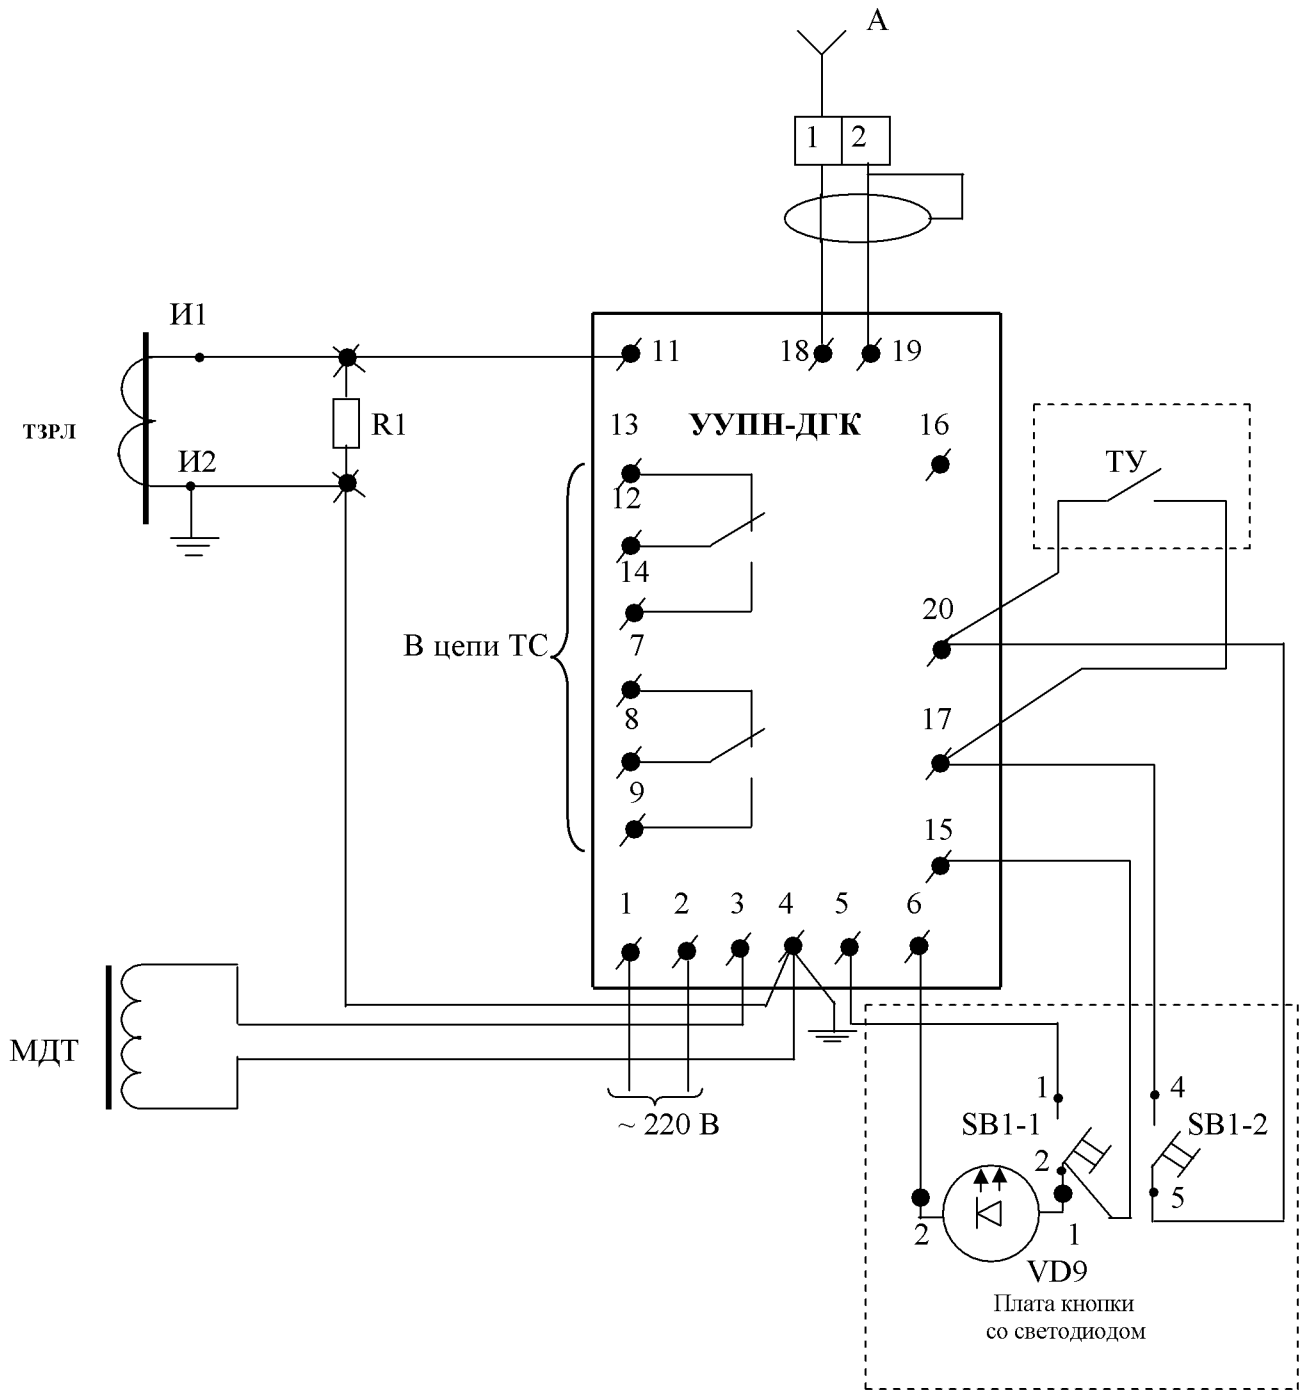 А
1 2
И1
11 18 19
ТЗРЛ
R1
13 УУПН-ДГК 16
И2
ТУ
12
14
20
В цепи ТС
7
8
17
9
15
1 2 3 4 5 6
МДТ
~ 220 В
1 4
SB1-1 SB1-2
2
5
2 1
VD9
Плата кнопки
со светодиодом